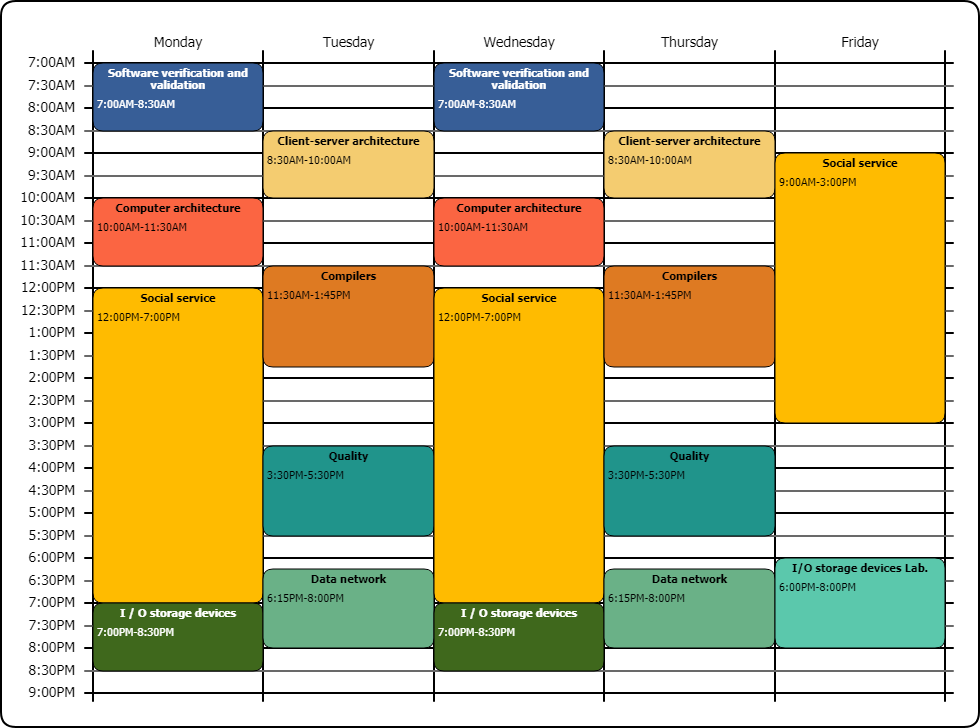 Monday Tuesday Wednesday Thursday Friday
7:00AM
7:30AM
8:00AM
8:30AM
9:00AM
9:30AM
10:00AM
10:30AM
11:00AM
11:30AM
12:00PM
12:30PM
1:00PM
1:30PM
2:00PM
2:30PM
3:00PM
3:30PM
4:00PM
4:30PM
5:00PM
5:30PM
6:00PM
6:30PM
7:00PM
7:30PM
8:00PM
8:30PM
9:00PM
Software verification and
validation
7:00AM-8:30AM
Computer architecture
10:00AM-11:30AM
Social service
12:00PM-7:00PM
I / O storage devices
7:00PM-8:30PM
Client-server architecture
8:30AM-10:00AM
Compilers
11:30AM-1:45PM
Quality
3:30PM-5:30PM
Data network
6:15PM-8:00PM
Software verification and
validation
7:00AM-8:30AM
Computer architecture
10:00AM-11:30AM
Social service
12:00PM-7:00PM
I / O storage devices
7:00PM-8:30PM
Client-server architecture
8:30AM-10:00AM
Compilers
11:30AM-1:45PM
Quality
3:30PM-5:30PM
Data network
6:15PM-8:00PM
Social service
9:00AM-3:00PM
I/O storage devices Lab.
6:00PM-8:00PM